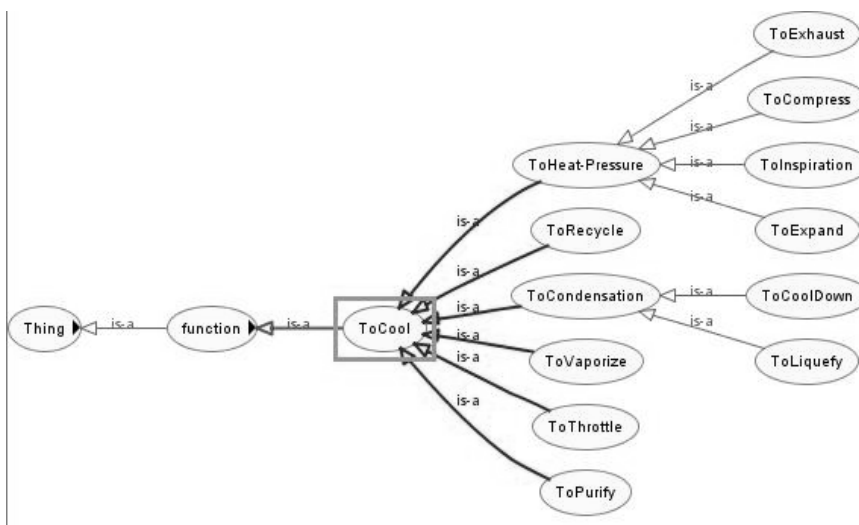 ToExhaust
is-a
ToCompress
is-a
ToHeat-Pressure
is-a
ToInspiration
is-a
ToExpand
is-a
ToRecycle
is-a
ToCondensation
is-a
ToCoolDown
is-a
is-a
Thing
is-a
function
is-a
ToCool
is-a
ToVaporize
ToLiquefy
is-a
is-a
ToThrottle
ToPurify